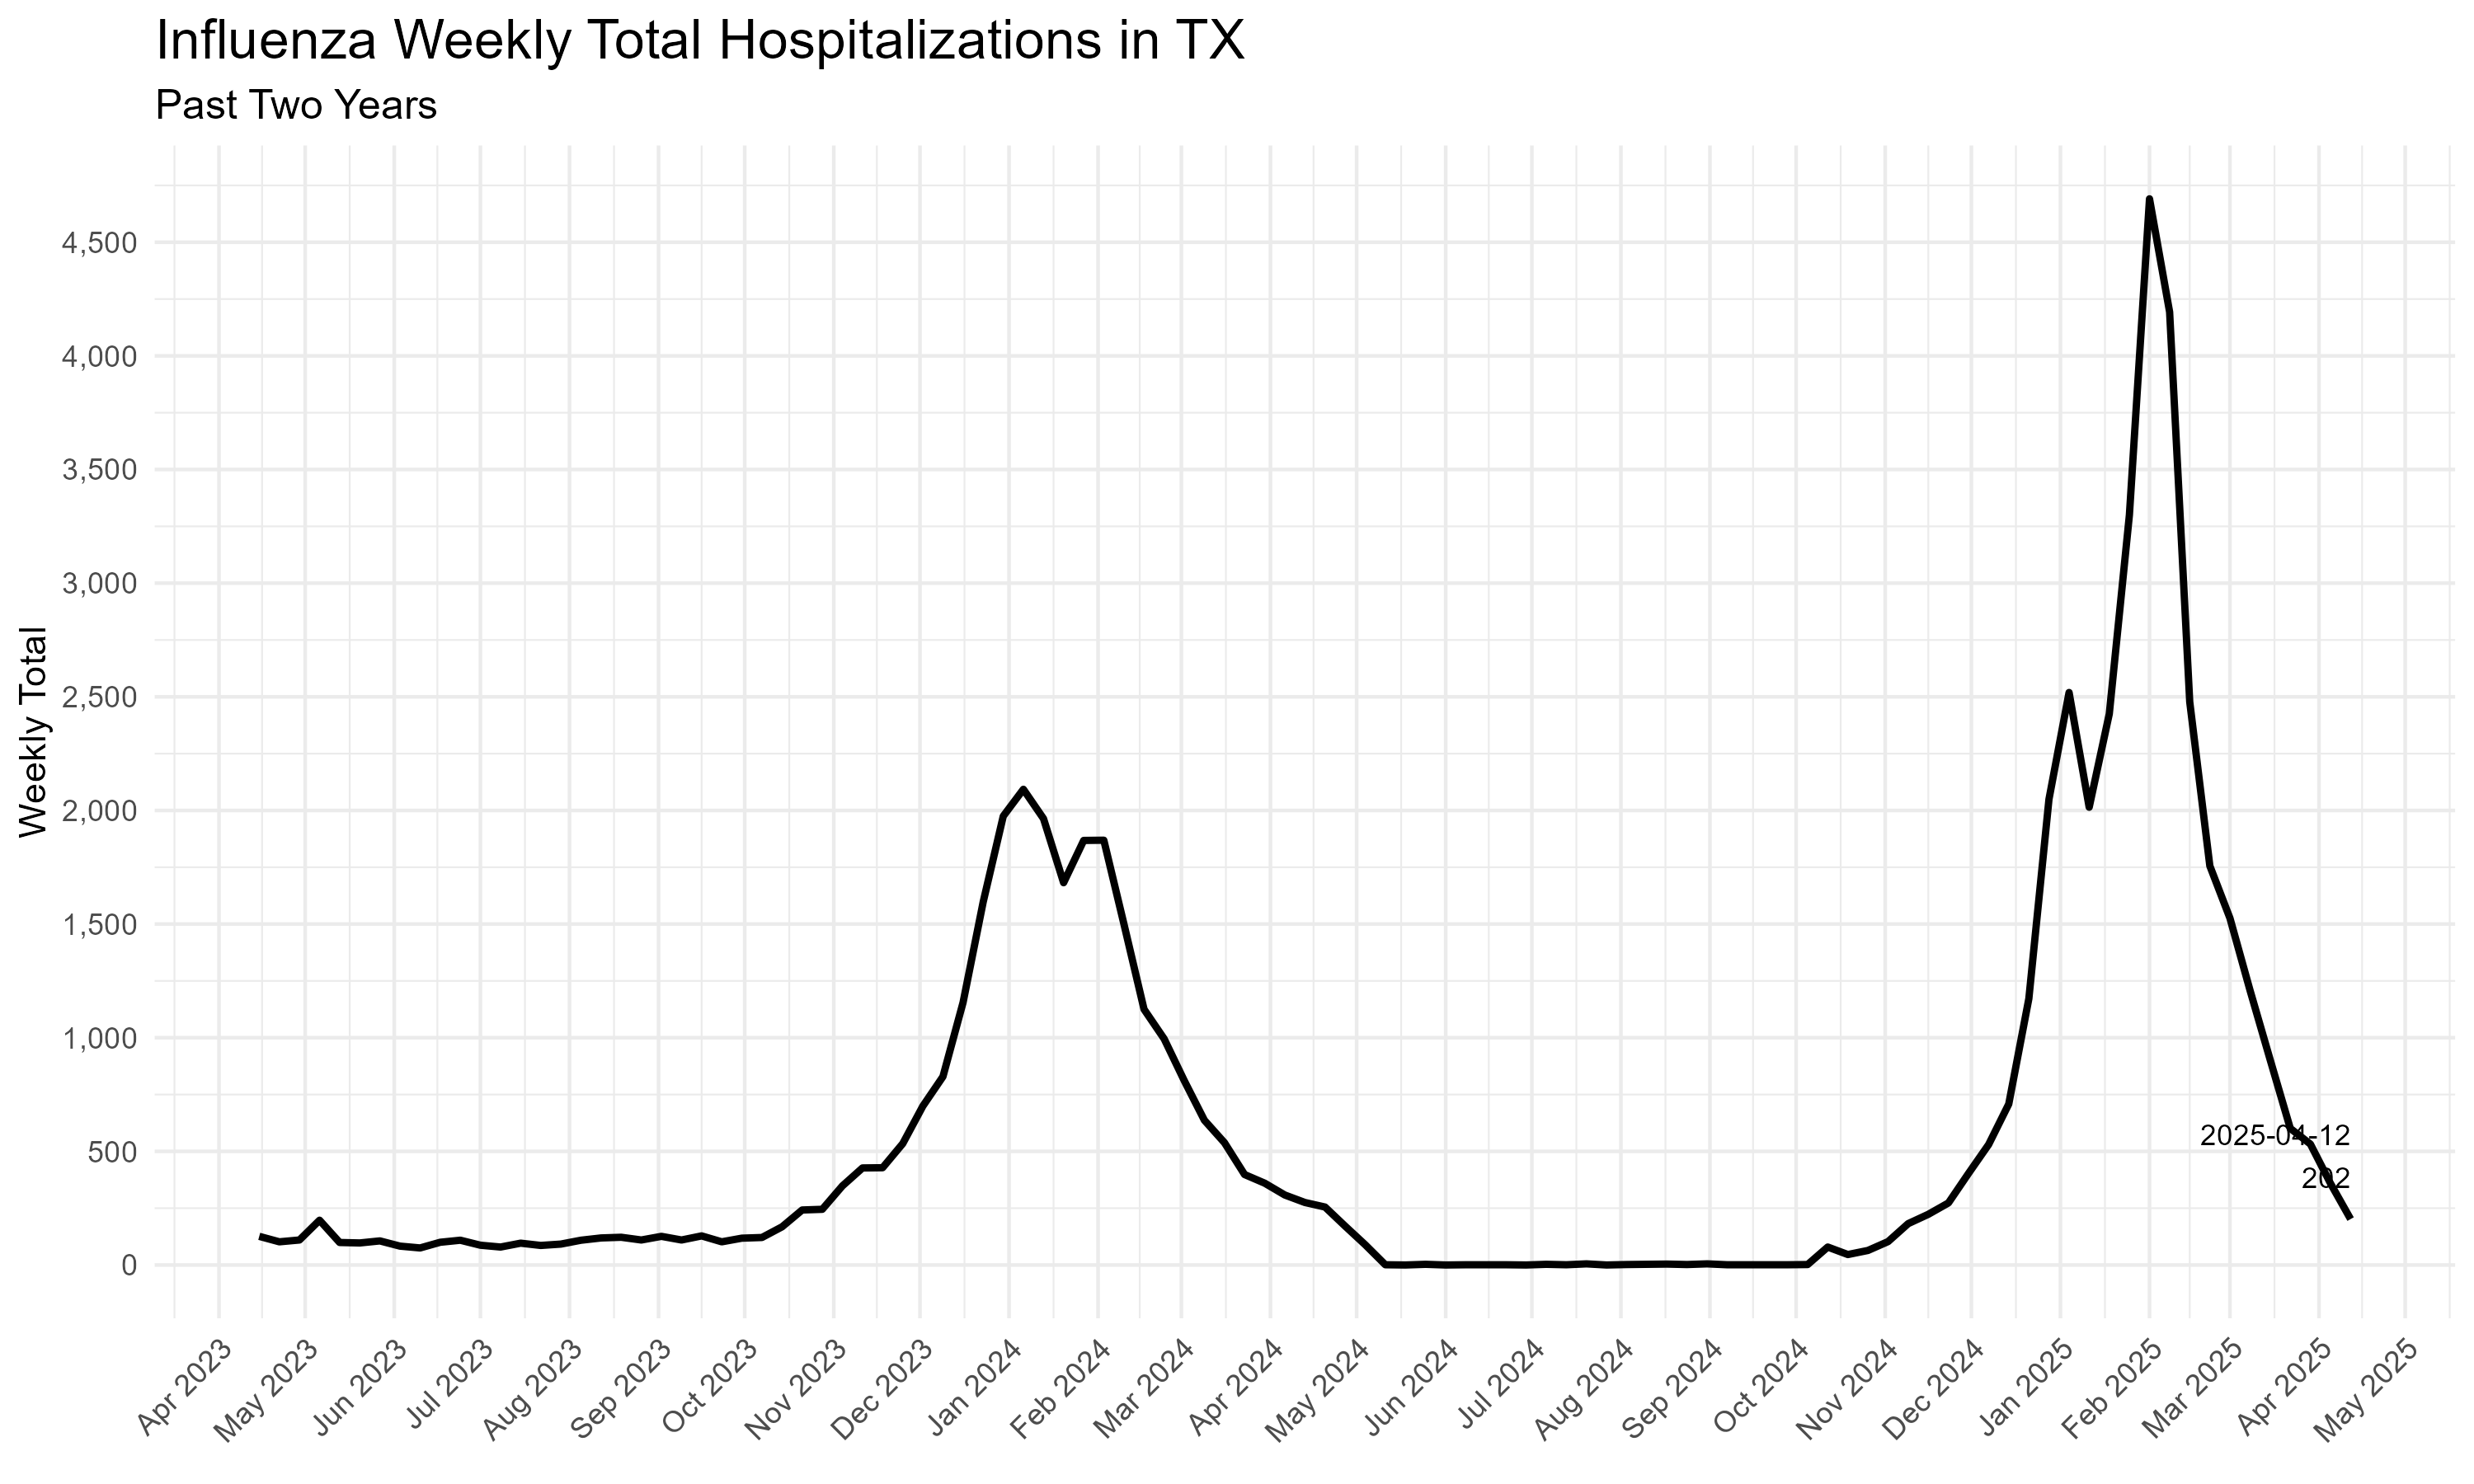 Influenza Weekly Total Hospitalizations in TX
Past Two Years
Weekly Total
4,500
4,000
3,500
3,000
2,500
2,000
1,500
1,000
500
0
2025-04-12
202
Apr 2023
May 2023
Jun 2023
Jul 2023
Aug 2023
Sep 2023
Oct 2023
Nov 2023
Dec 2023
Jan 2024
Feb 2024
Mar 2024
Apr 2024
May 2024
Jun 2024
Jul 2024
Aug 2024
Sep 2024
Oct 2024
Nov 2024
Dec 2024
Jan 2025
Feb 2025
Mar 2025
Apr 2025
May 2025